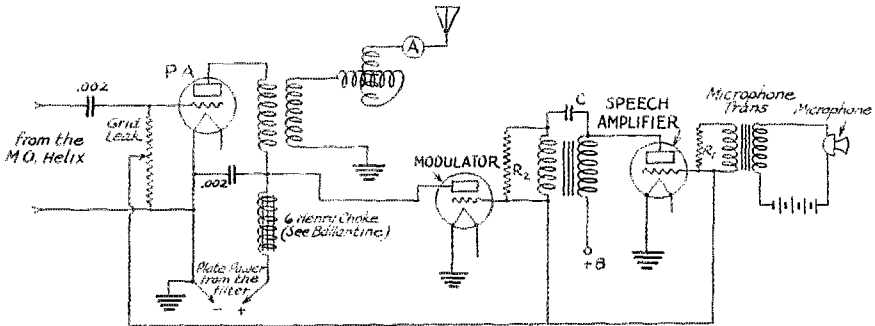 P A
.002
Grid
Leak
from the
M.O. Helix
.002
6 Henry Choke
(See Ballantine)
Plate Power
from the
filter
- +
A
MODULATOR
R2
C
SPEECH
AMPLIFIER
+B
R1
Microphone
Trans
Microphone